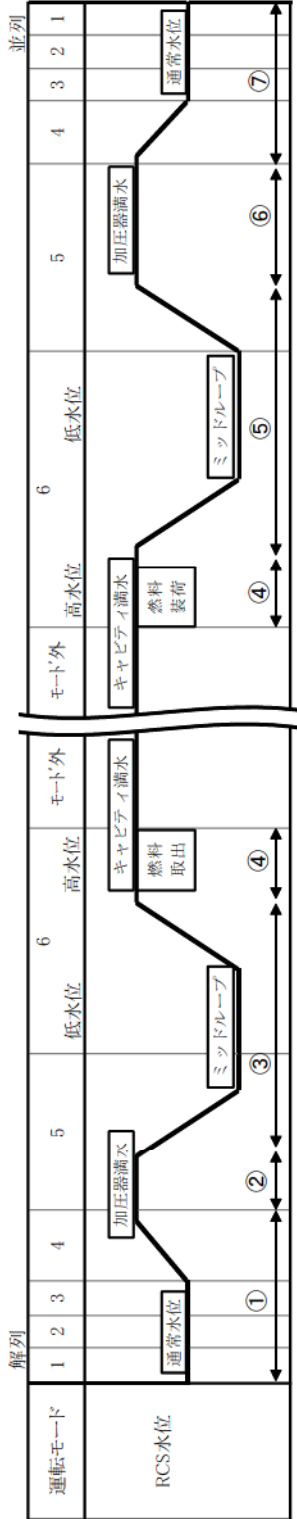 解列
並列
運転モード 1 2 3 4 5 6 モード外 モード外 6 5 4 3 2 1
低水位 高水位 高水位 低水位
RCS水位
加圧器満水 キャビティ満水 キャビティ満水 加圧器満水
通常水位 燃料取出 燃料装荷 通常水位
ミッドループ ミッドループ
① ② ③ ④ ④ ⑤ ⑥ ⑦